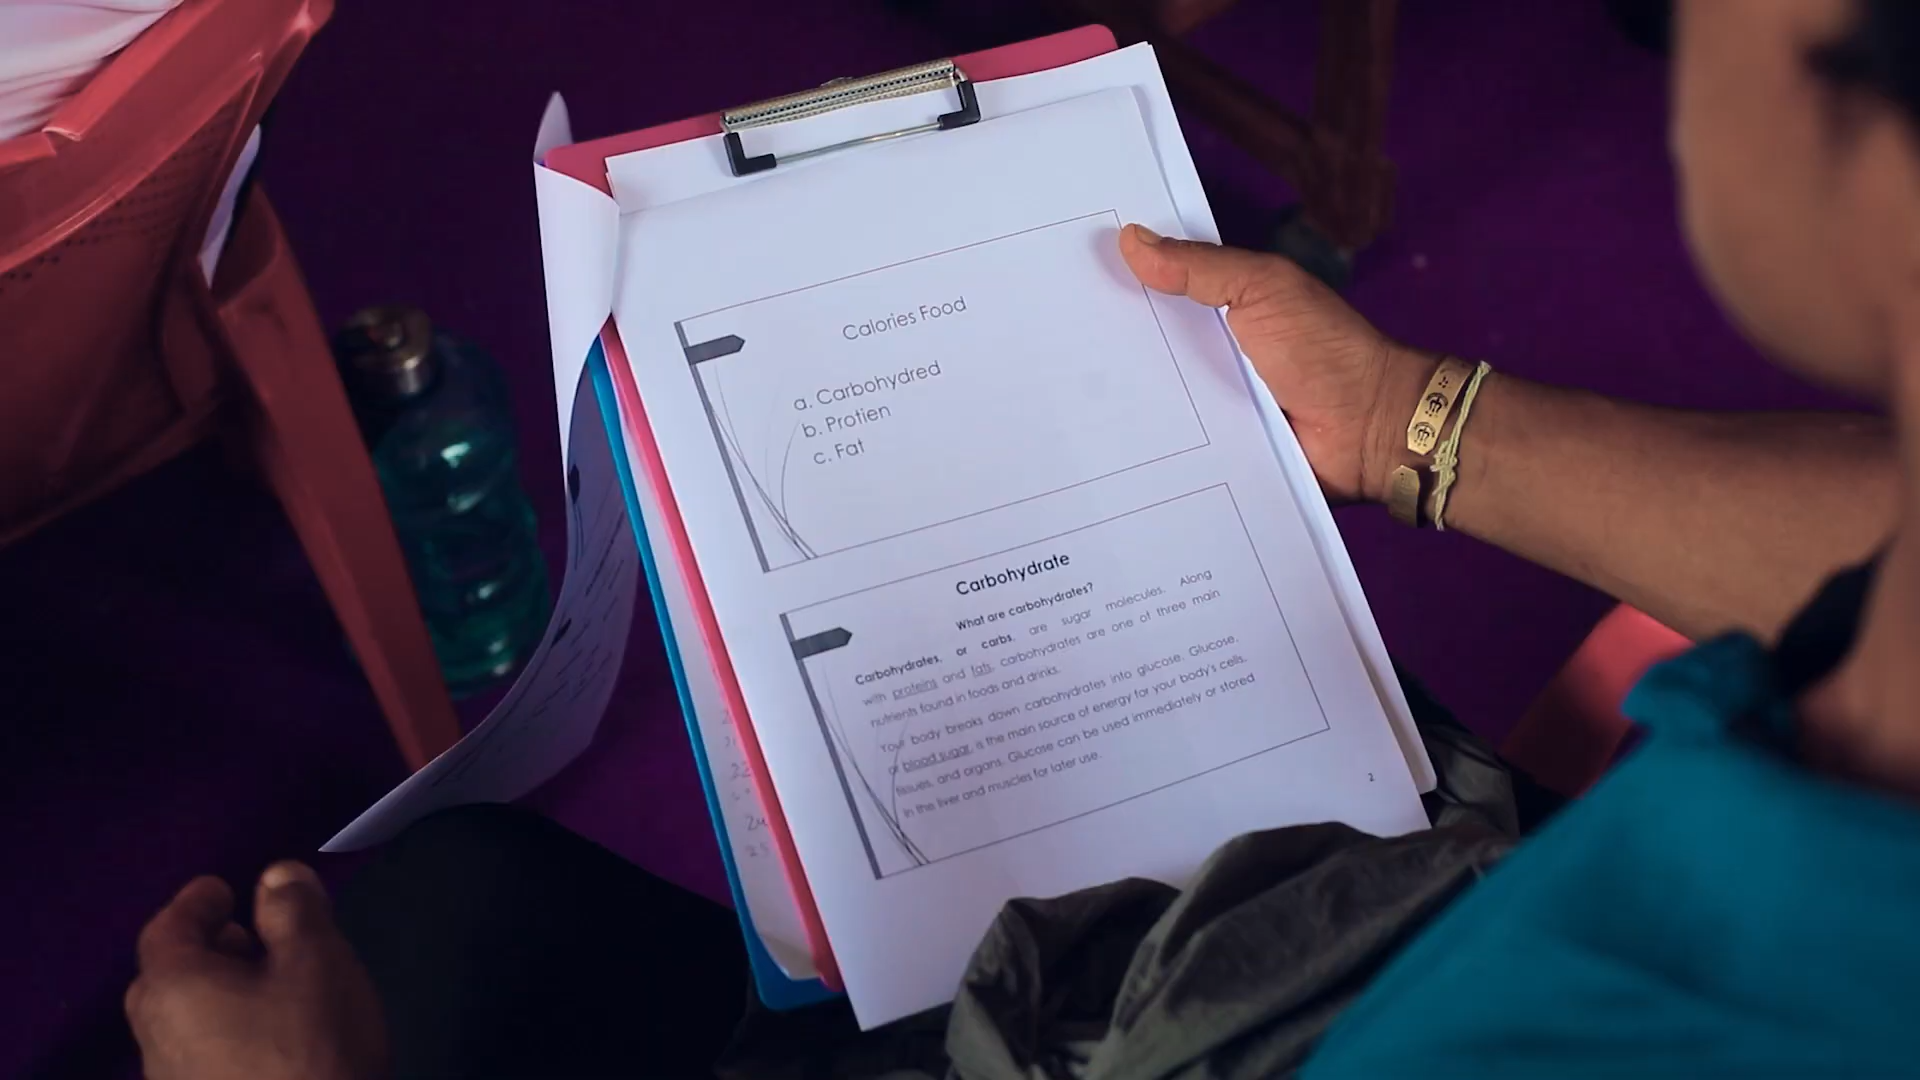 Calories Food
a. Carbohydred
b. Protien
c. Fat
Carbohydrate
What are carbohydrates?
Carbohydrates, or carbs, are sugar molecules. Along
with proteins and fats, carbohydrates are one of three main
nutrients found in foods and drinks.
Your body breaks down carbohydrates into glucose. Glucose,
or blood sugar, is the main source of energy for your body's cells,
tissues, and organs. Glucose can be used immediately or stored
in the liver and muscles for later use.
2
22
24
25